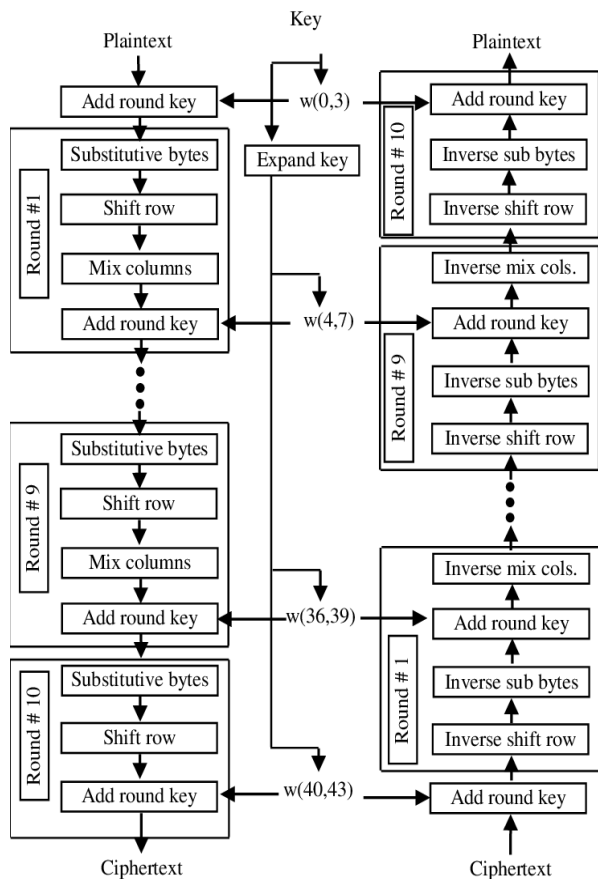 Key
Plaintext
Add round key
Round #1
Substitutive bytes
Shift row
Mix columns
Add round key
Round # 9
Substitutive bytes
Shift row
Mix columns
Add round key
Round # 10
Substitutive bytes
Shift row
Add round key
Ciphertext
w(0,3)
Expand key
w(4,7)
w(36,39)
w(40,43)
Plaintext
Add round key
Round # 10
Inverse sub bytes
Inverse shift row
Inverse mix cols.
Round # 9
Add round key
Inverse sub bytes
Inverse shift row
Inverse mix cols.
Add round key
Round # 1
Inverse sub bytes
Inverse shift row
Add round key
Ciphertext